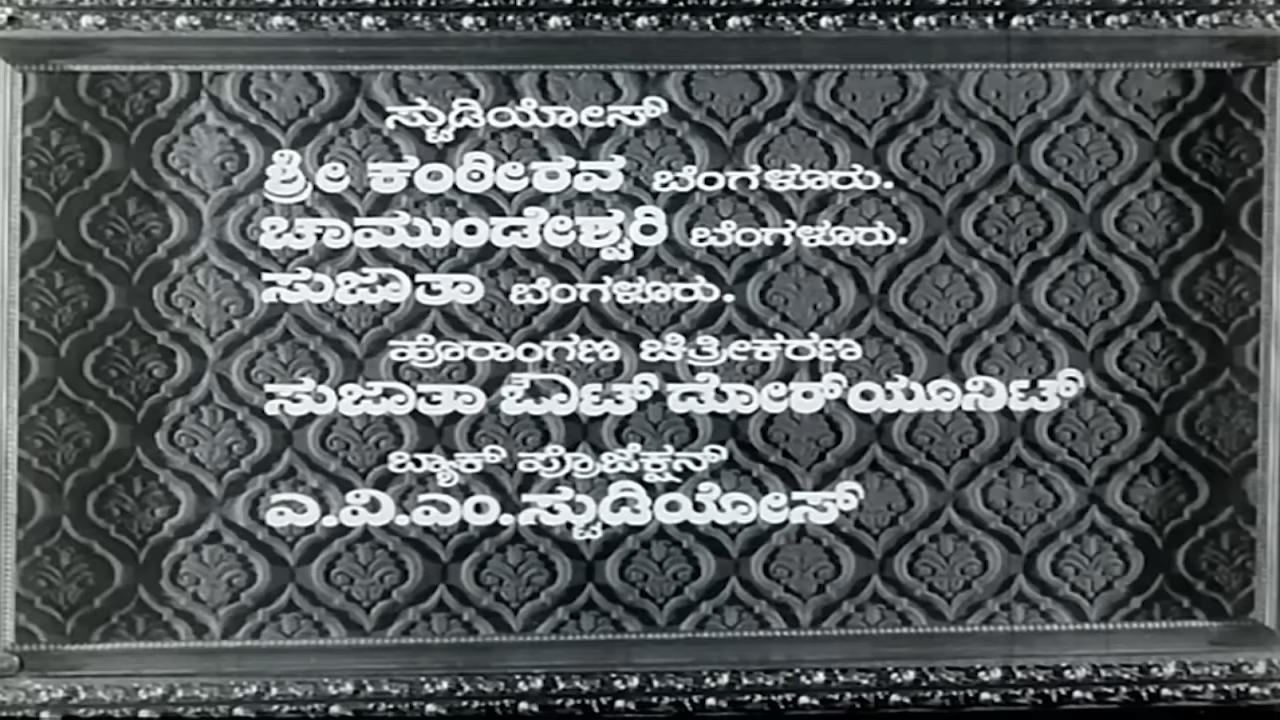 ಸ್ಟುಡಿಯೋಸ್
ಶ್ರೀ ಕಂಠೀರವ ಬೆಂಗಳೂರು.
ಚಾಮುಂಡೇಶ್ವರಿ ಬೆಂಗಳೂರು.
ಸುಜಾತಾ ಬೆಂಗಳೂರು.
ಹೊರಾಂಗಣ ಚಿತ್ರೀಕರಣ
ಸುಜಾತಾ ಔಟ್ ಡೋರ್ ಯೂನಿಟ್
ಬ್ಯಾಕ್ ಪ್ರೊಜೆಕ್ಷನ್
ಎ.ವಿ.ಎಂ.ಸ್ಟುಡಿಯೋಸ್